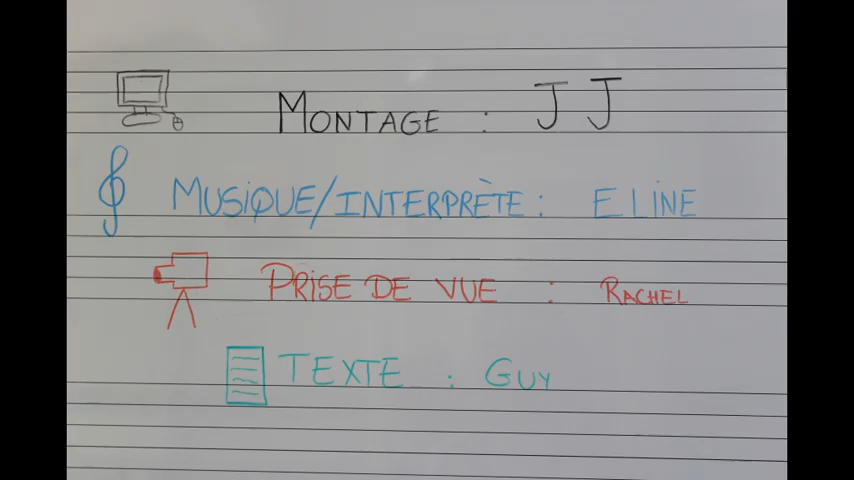 MONTAGE : JJ
MUSiQUE/INTERPRÈTE : ELiNE
PRiSE DE VUE : RACHEL
TEXTE : GUY